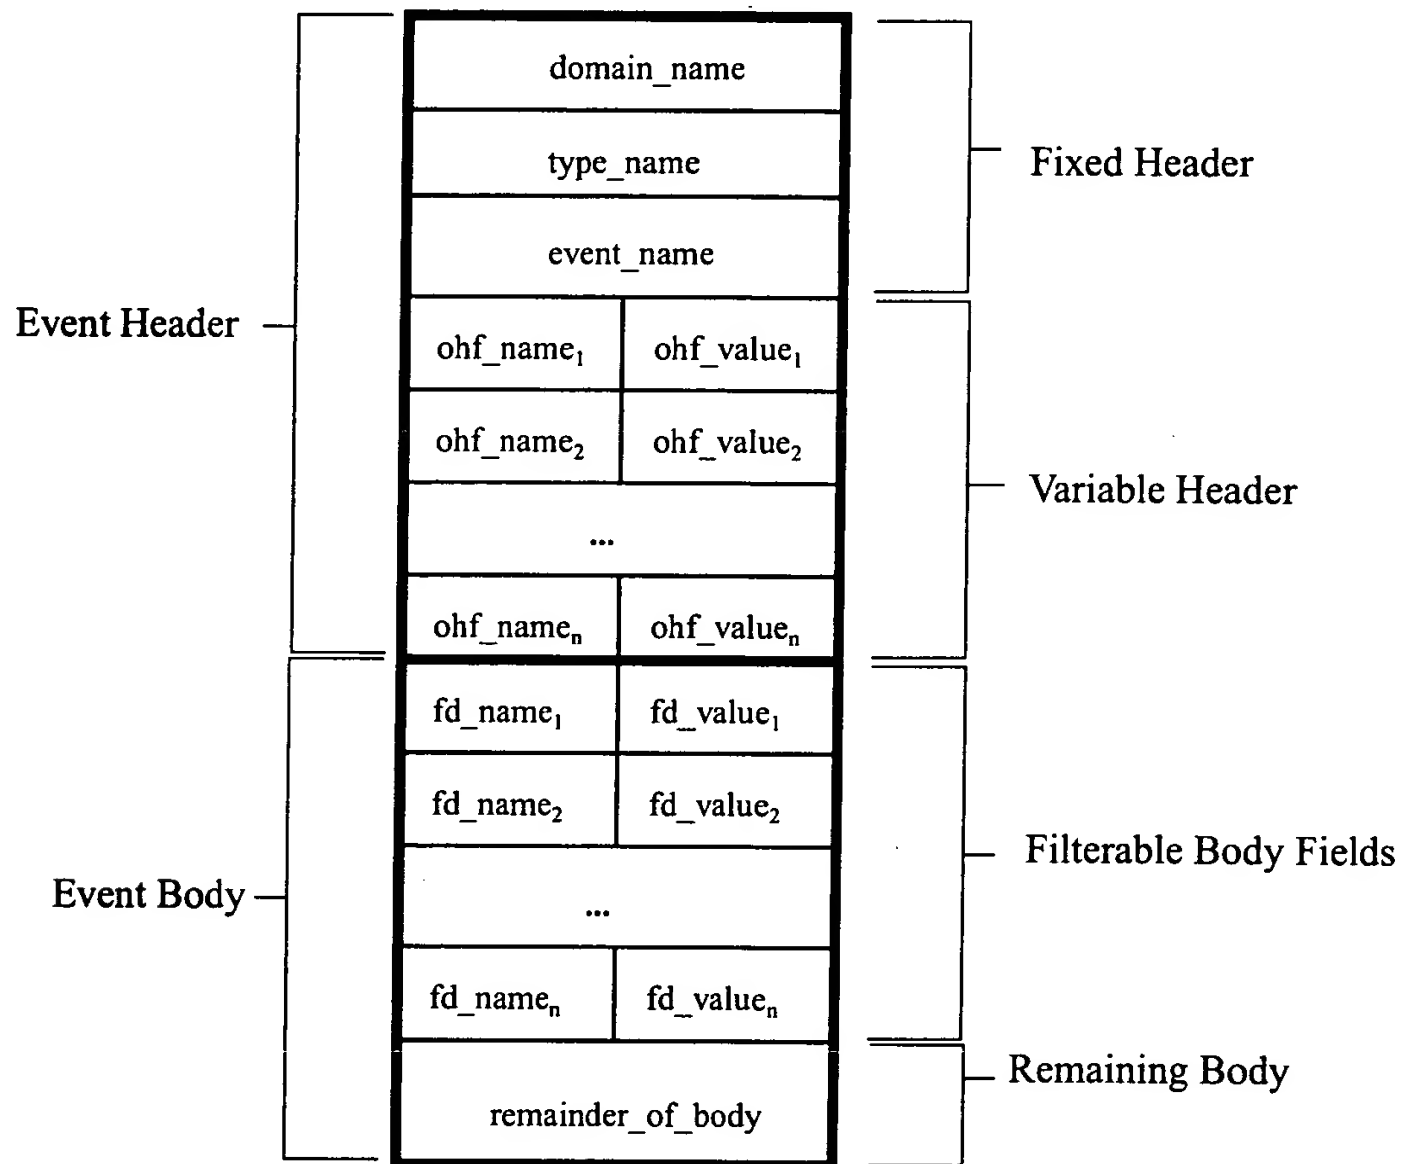 domain_name
type_name
Fixed Header
event_name
Event Header
ohf_name₁ ohf_value₁
ohf_name₂ ohf_value₂
Variable Header
...
ohf_nameₙ ohf_valueₙ
fd_name₁ fd_value₁
fd_name₂ fd_value₂
Filterable Body Fields
Event Body
...
fd_nameₙ fd_valueₙ
Remaining Body
remainder_of_body